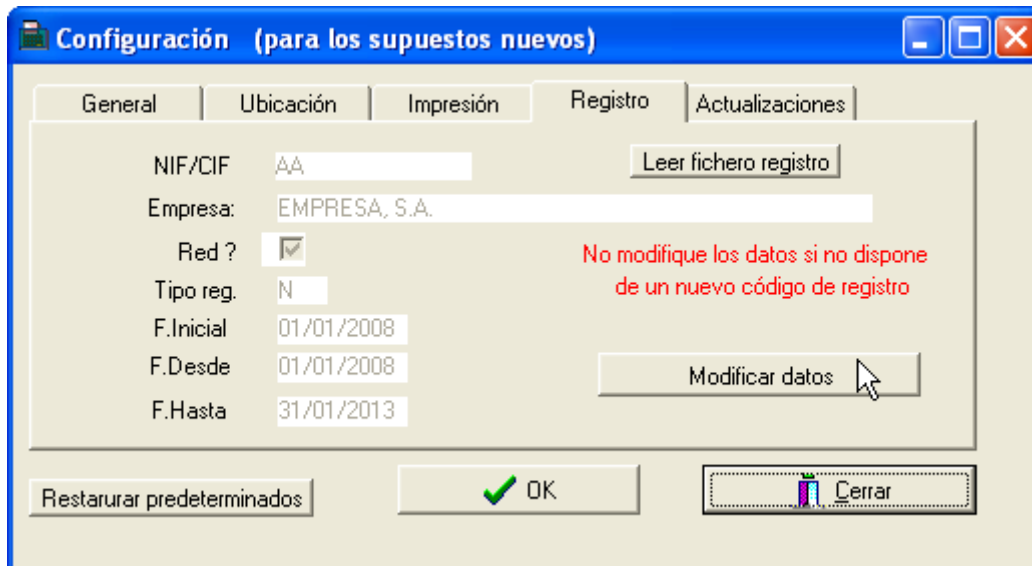 Configuración (para los supuestos nuevos)
General Ubicación Impresión Registro Actualizaciones
NIF/CIF AA Leer fichero registro
Empresa: EMPRESA, S.A.
Red ?
No modifique los datos si no dispone
de un nuevo código de registro
Tipo reg. N
F.Inicial 01/01/2008
F.Desde 01/01/2008
Modificar datos
F.Hasta 31/01/2013
Restarurar predeterminados OK Cerrar